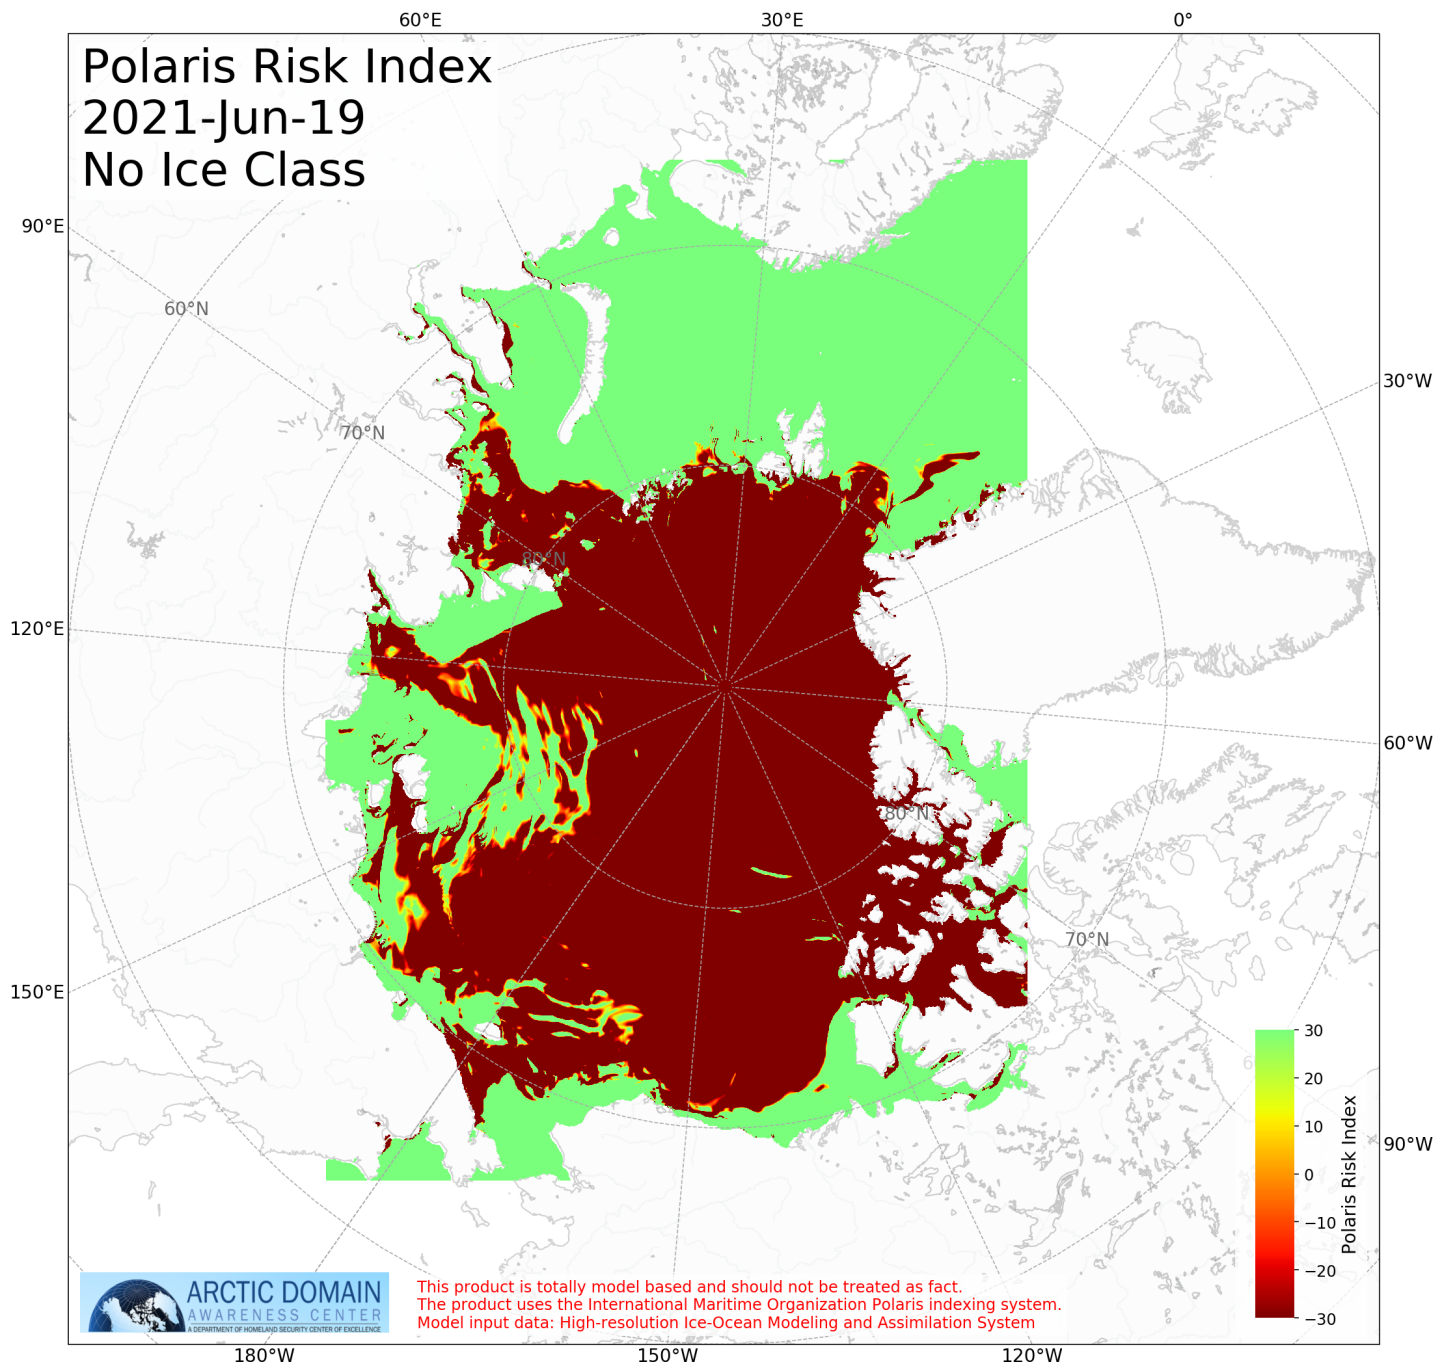 60°E 30°E 0°
Polaris Risk Index
2021-Jun-19
No Ice Class
90°E
60°N
30°W
70°N
80°N
120°E
60°W
80°N
70°N
150°E
30
20
10
0
−10
−20
−30
Polaris Risk Index
90°W
ARCTIC DOMAIN
AWARENESS CENTER
A DEPARTMENT OF HOMELAND SECURITY CENTER OF EXCELLENCE
This product is totally model based and should not be treated as fact.
The product uses the International Maritime Organization Polaris indexing system.
Model input data: High-resolution Ice-Ocean Modeling and Assimilation System
180°W 150°W 120°W